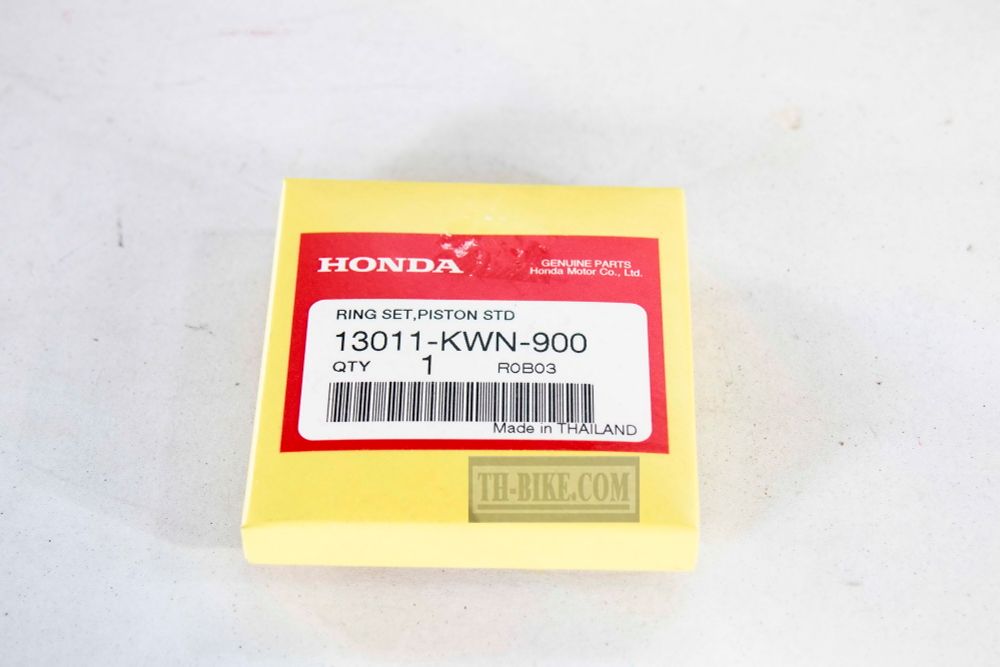 HONDA
GENUINE PARTS
Honda Motor Co., Ltd.
RING SET,PISTON STD
13011-KWN-900
QTY 1 R0B03
Made in THAILAND
TH-BIKE.COM